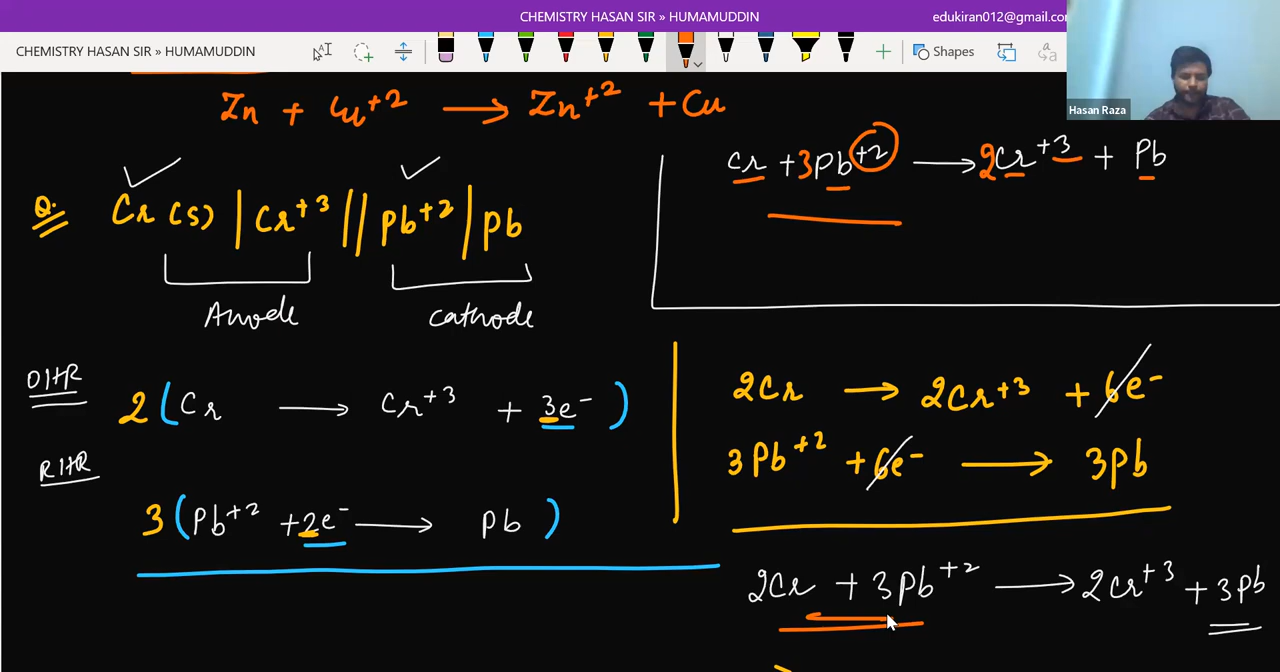 CHEMISTRY HASAN SIR » HUMAMUDDIN
edukiran012@gmail.co
CHEMISTRY HASAN SIR » HUMAMUDDIN
Shapes
Hasan Raza
Zn + Cu+2 → Zn+2 + Cu
Cr + 3Pb+2 → 2Cr+3 + Pb
Q. Cr (s) | Cr+3 || Pb+2 | Pb
Anode Cathode
OHR 2 ( Cr → Cr+3 + 3e- )
RHR 3 ( Pb+2 + 2e- → Pb )
2Cr → 2Cr+3 + 6e-
3Pb+2 + 6e- → 3Pb
2Cr + 3Pb+2 → 2Cr+3 + 3Pb